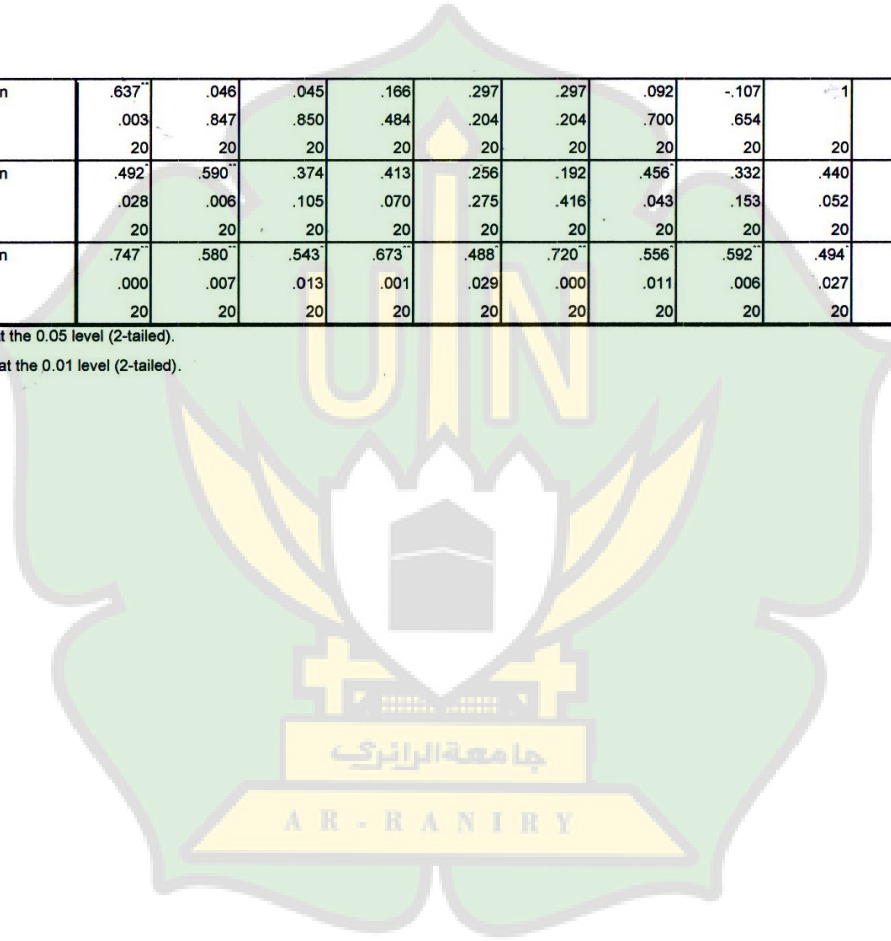 n .637** .046 .045 .166 .297 .297 .092 -.107 1
.003 .847 .850 .484 .204 .204 .700 .654
20 20 20 20 20 20 20 20 20
n .492* .590** .374 .413 .256 .192 .456* .332 .440
.028 .006 .105 .070 .275 .416 .043 .153 .052
20 20 20 20 20 20 20 20 20
n .747** .580** .543* .673** .488* .720** .556* .592** .494*
.000 .007 .013 .001 .029 .000 .011 .006 .027
20 20 20 20 20 20 20 20 20
t the 0.05 level (2-tailed).
at the 0.01 level (2-tailed).
UIN
جامعة الرانري
AR-RANIRY